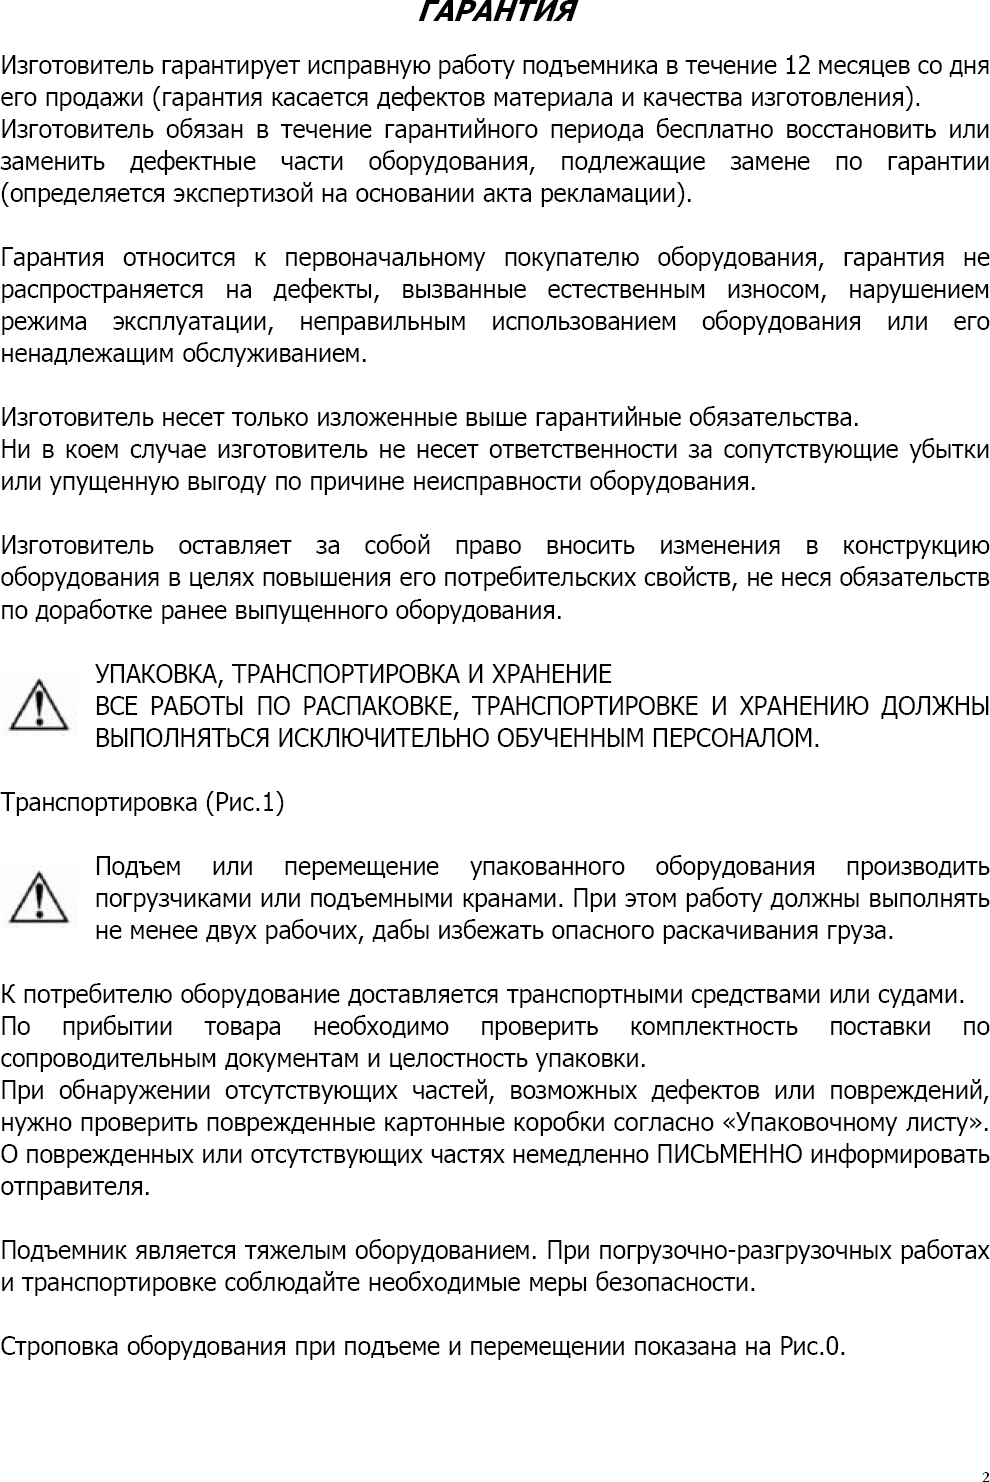 ГАРАНТИЯ
Изготовитель гарантирует исправную работу подъемника в течение 12 месяцев со дня
его продажи (гарантия касается дефектов материала и качества изготовления).
Изготовитель обязан в течение гарантийного периода бесплатно восстановить или
заменить дефектные части оборудования, подлежащие замене по гарантии
(определяется экспертизой на основании акта рекламации).
Гарантия относится к первоначальному покупателю оборудования, гарантия не
распространяется на дефекты, вызванные естественным износом, нарушением
режима эксплуатации, неправильным использованием оборудования или его
ненадлежащим обслуживанием.
Изготовитель несет только изложенные выше гарантийные обязательства.
Ни в коем случае изготовитель не несет ответственности за сопутствующие убытки
или упущенную выгоду по причине неисправности оборудования.
Изготовитель оставляет за собой право вносить изменения в конструкцию
оборудования в целях повышения его потребительских свойств, не неся обязательств
по доработке ранее выпущенного оборудования.
УПАКОВКА, ТРАНСПОРТИРОВКА И ХРАНЕНИЕ
ВСЕ РАБОТЫ ПО РАСПАКОВКЕ, ТРАНСПОРТИРОВКЕ И ХРАНЕНИЮ ДОЛЖНЫ
ВЫПОЛНЯТЬСЯ ИСКЛЮЧИТЕЛЬНО ОБУЧЕННЫМ ПЕРСОНАЛОМ.
Транспортировка (Рис.1)
Подъем или перемещение упакованного оборудования производить
погрузчиками или подъемными кранами. При этом работу должны выполнять
не менее двух рабочих, дабы избежать опасного раскачивания груза.
К потребителю оборудование доставляется транспортными средствами или судами.
По прибытии товара необходимо проверить комплектность поставки по
сопроводительным документам и целостность упаковки.
При обнаружении отсутствующих частей, возможных дефектов или повреждений,
нужно проверить поврежденные картонные коробки согласно «Упаковочному листу».
О поврежденных или отсутствующих частях немедленно ПИСЬМЕННО информировать
отправителя.
Подъемник является тяжелым оборудованием. При погрузочно-разгрузочных работах
и транспортировке соблюдайте необходимые меры безопасности.
Строповка оборудования при подъеме и перемещении показана на Рис.0.
2